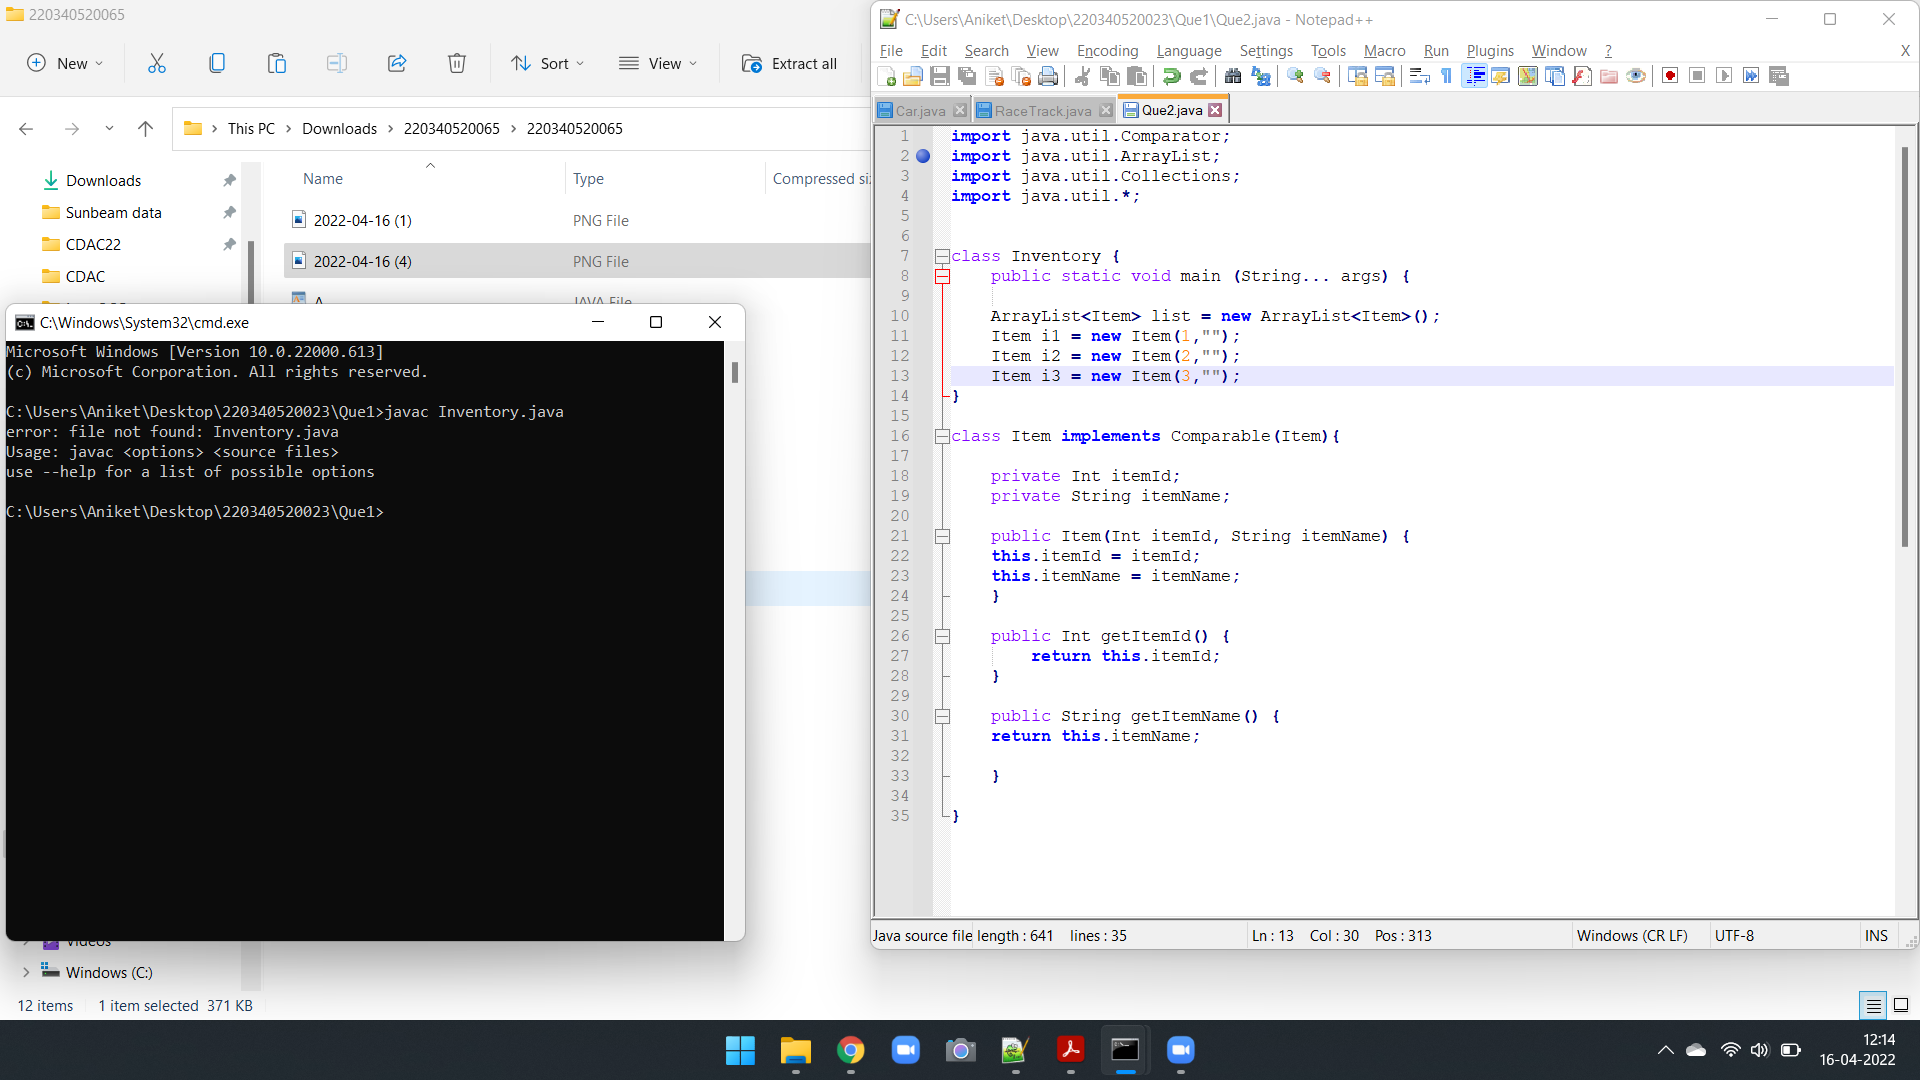 220340520065
New
Sort
View
Extract all
This PC > Downloads > 220340520065 > 220340520065
Name
Type
Compressed si
Downloads
Sunbeam data
CDAC22
CDAC
2022-04-16 (1) PNG File
2022-04-16 (4) PNG File
A JAVA File
C:\Windows\System32\cmd.exe
Microsoft Windows [Version 10.0.22000.613]
(c) Microsoft Corporation. All rights reserved.
C:\Users\Aniket\Desktop\220340520023\Que1>javac Inventory.java
error: file not found: Inventory.java
Usage: javac <options> <source files>
use --help for a list of possible options
C:\Users\Aniket\Desktop\220340520023\Que1>
Videos
Windows (C:)
12 items 1 item selected 371 KB
C:\Users\Aniket\Desktop\220340520023\Que1\Que2.java - Notepad++
File Edit Search View Encoding Language Settings Tools Macro Run Plugins Window ? X
Car.java RaceTrack.java Que2.java
1 import java.util.Comparator;
2 import java.util.ArrayList;
3 import java.util.Collections;
4 import java.util.*;
5
6
7 class Inventory {
8 public static void main (String... args) {
9
10 ArrayList<Item> list = new ArrayList<Item>();
11 Item i1 = new Item(1,"");
12 Item i2 = new Item(2,"");
13 Item i3 = new Item(3,"");
14 }
15
16 class Item implements Comparable(Item){
17
18 private Int itemId;
19 private String itemName;
20
21 public Item(Int itemId, String itemName) {
22 this.itemId = itemId;
23 this.itemName = itemName;
24 }
25
26 public Int getItemId() {
27 return this.itemId;
28 }
29
30 public String getItemName() {
31 return this.itemName;
32
33 }
34
35 }
Java source file length : 641 lines : 35 Ln : 13 Col : 30 Pos : 313 Windows (CR LF) UTF-8 INS
12:14
16-04-2022